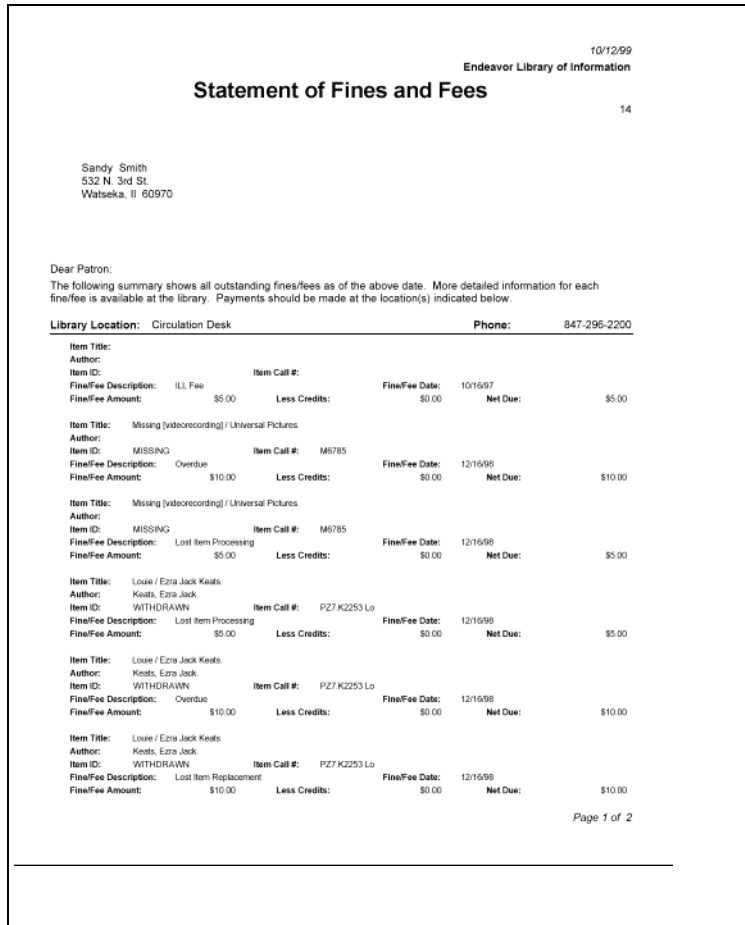 10/12/99
Endeavor Library of Information
Statement of Fines and Fees
14
Sandy Smith
532 N. 3rd St.
Watseka, Il 60970
Dear Patron:
The following summary shows all outstanding fines/fees as of the above date. More detailed information for each
fine/fee is available at the library. Payments should be made at the location(s) indicated below.
Library Location: Circulation Desk Phone: 847-296-2200
Item Title:
Author:
Item ID: Item Call #:
Fine/Fee Description: ILL Fee Fine/Fee Date: 10/16/97
Fine/Fee Amount: $5.00 Less Credits: $0.00 Net Due: $5.00
Item Title: Missing [videorecording] / Universal Pictures.
Author:
Item ID: MISSING Item Call #: M6785
Fine/Fee Description: Overdue Fine/Fee Date: 12/16/98
Fine/Fee Amount: $10.00 Less Credits: $0.00 Net Due: $10.00
Item Title: Missing [videorecording] / Universal Pictures.
Author:
Item ID: MISSING Item Call #: M6785
Fine/Fee Description: Lost Item Processing Fine/Fee Date: 12/16/98
Fine/Fee Amount: $5.00 Less Credits: $0.00 Net Due: $5.00
Item Title: Louie / Ezra Jack Keats.
Author: Keats, Ezra Jack.
Item ID: WITHDRAWN Item Call #: PZ7.K2253 Lo
Fine/Fee Description: Lost Item Processing Fine/Fee Date: 12/16/98
Fine/Fee Amount: $5.00 Less Credits: $0.00 Net Due: $5.00
Item Title: Louie / Ezra Jack Keats.
Author: Keats, Ezra Jack.
Item ID: WITHDRAWN Item Call #: PZ7.K2253 Lo
Fine/Fee Description: Overdue Fine/Fee Date: 12/16/98
Fine/Fee Amount: $10.00 Less Credits: $0.00 Net Due: $10.00
Item Title: Louie / Ezra Jack Keats.
Author: Keats, Ezra Jack.
Item ID: WITHDRAWN Item Call #: PZ7.K2253 Lo
Fine/Fee Description: Lost Item Replacement Fine/Fee Date: 12/16/98
Fine/Fee Amount: $10.00 Less Credits: $0.00 Net Due: $10.00
Page 1 of 2